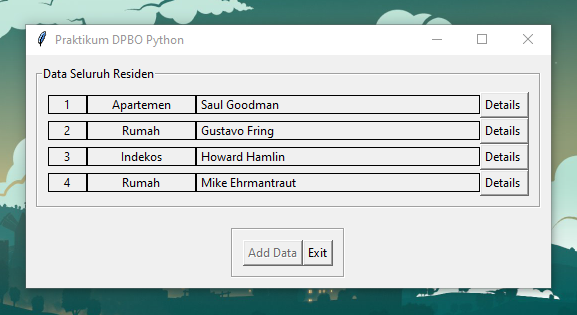 Praktikum DPBO Python
Data Seluruh Residen
1 Apartemen Saul Goodman Details
2 Rumah Gustavo Fring Details
3 Indekos Howard Hamlin Details
4 Rumah Mike Ehrmantraut Details
Add Data Exit